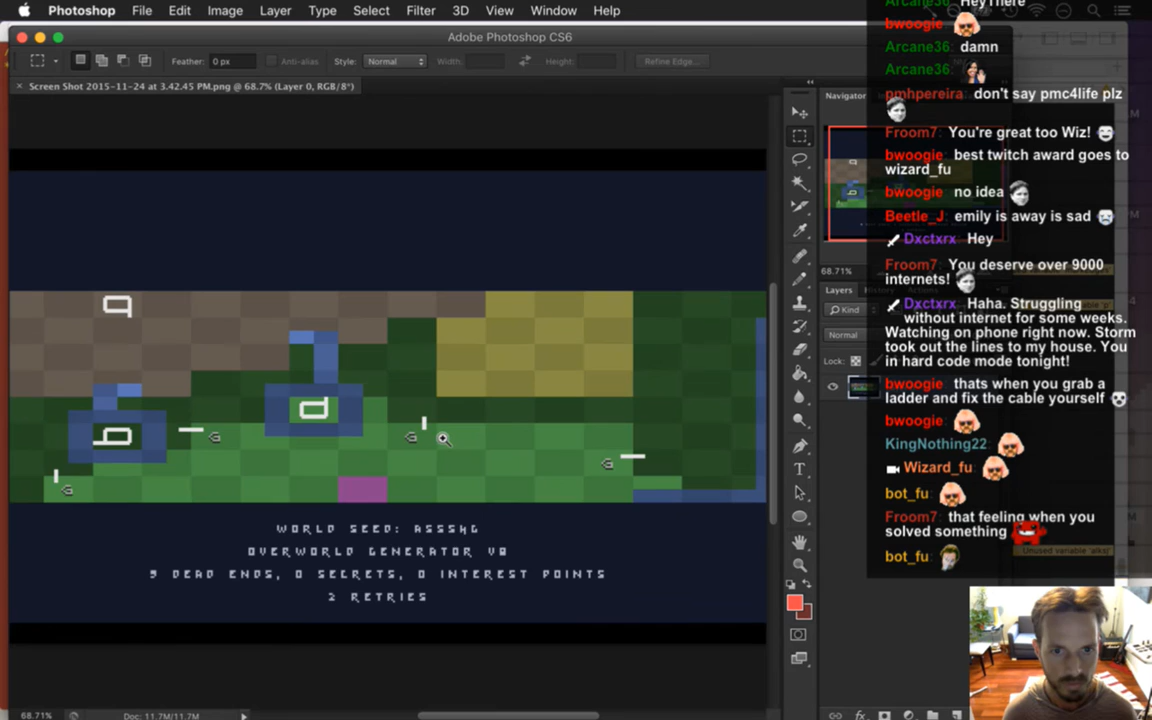 Photoshop File Edit Image Layer Type Select Filter 3D View Window Help
Adobe Photoshop CS6
Feather: 0 px Anti-alias Style: Normal Width: Height: Refine Edge...
× Screen Shot 2015-11-24 at 3.42.45 PM.png @ 68.7% (Layer 0, RGB/8*)
Navigator
68.71%
Layers
Kind
Normal
Lock:
WORLD SEED:
OVERWORLD GENERATOR V0
9 DEAD ENDS, 0 SECRETS, 0 INTEREST POINTS
2 RETRIES
68.71% Doc: 11.7M/11.7M
Arcane36: HeyThere
bwoogie:
Arcane36: damn
Arcane36:
pmhpereira: don't say pmc4life plz
Froom7: You're great too Wiz!
bwoogie: best twitch award goes to
wizard_fu
bwoogie: no idea
Beetle_J: emily is away is sad
Dxctxrx: Hey
Froom7: You deserve over 9000
internets!
Dxctxrx: Haha. Struggling
without internet for some weeks.
Watching on phone right now. Storm
took out the lines to my house. You
in hard code mode tonight!
bwoogie: thats when you grab a
ladder and fix the cable yourself
bwoogie:
KingNothing22:
Wizard_fu:
bot_fu:
Froom7: that feeling when you
solved something
bot_fu:
Unused variable